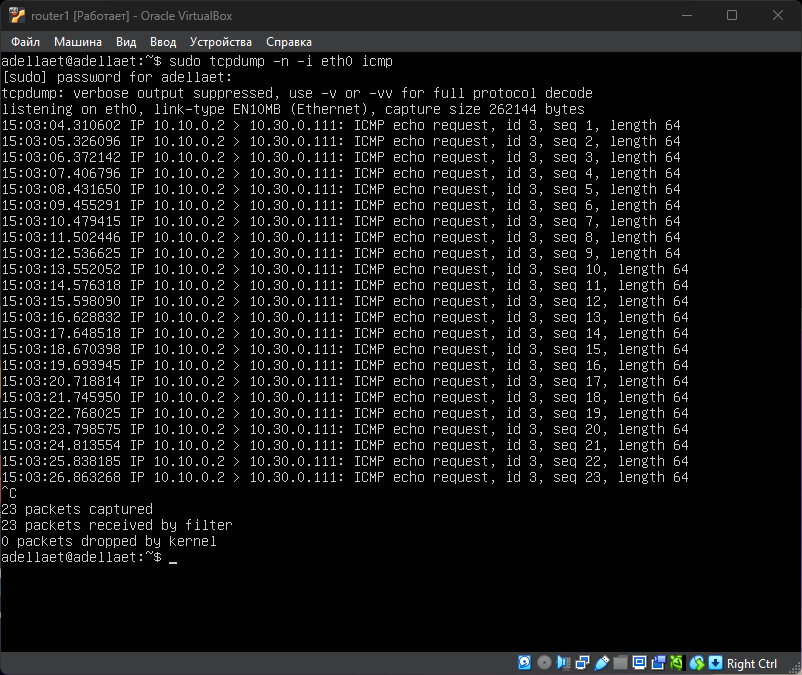 router1 [Работает] - Oracle VirtualBox
Файл Машина Вид Ввод Устройства Справка
adellaet@adellaet:~$ sudo tcpdump -n -i eth0 icmp
[sudo] password for adellaet:
tcpdump: verbose output suppressed, use -v or -vv for full protocol decode
listening on eth0, link-type EN10MB (Ethernet), capture size 262144 bytes
15:03:04.310602 IP 10.10.0.2 > 10.30.0.111: ICMP echo request, id 3, seq 1, length 64
15:03:05.326096 IP 10.10.0.2 > 10.30.0.111: ICMP echo request, id 3, seq 2, length 64
15:03:06.372142 IP 10.10.0.2 > 10.30.0.111: ICMP echo request, id 3, seq 3, length 64
15:03:07.406796 IP 10.10.0.2 > 10.30.0.111: ICMP echo request, id 3, seq 4, length 64
15:03:08.431650 IP 10.10.0.2 > 10.30.0.111: ICMP echo request, id 3, seq 5, length 64
15:03:09.455291 IP 10.10.0.2 > 10.30.0.111: ICMP echo request, id 3, seq 6, length 64
15:03:10.479415 IP 10.10.0.2 > 10.30.0.111: ICMP echo request, id 3, seq 7, length 64
15:03:11.502446 IP 10.10.0.2 > 10.30.0.111: ICMP echo request, id 3, seq 8, length 64
15:03:12.536625 IP 10.10.0.2 > 10.30.0.111: ICMP echo request, id 3, seq 9, length 64
15:03:13.552052 IP 10.10.0.2 > 10.30.0.111: ICMP echo request, id 3, seq 10, length 64
15:03:14.576318 IP 10.10.0.2 > 10.30.0.111: ICMP echo request, id 3, seq 11, length 64
15:03:15.598090 IP 10.10.0.2 > 10.30.0.111: ICMP echo request, id 3, seq 12, length 64
15:03:16.628832 IP 10.10.0.2 > 10.30.0.111: ICMP echo request, id 3, seq 13, length 64
15:03:17.648518 IP 10.10.0.2 > 10.30.0.111: ICMP echo request, id 3, seq 14, length 64
15:03:18.670398 IP 10.10.0.2 > 10.30.0.111: ICMP echo request, id 3, seq 15, length 64
15:03:19.693945 IP 10.10.0.2 > 10.30.0.111: ICMP echo request, id 3, seq 16, length 64
15:03:20.718814 IP 10.10.0.2 > 10.30.0.111: ICMP echo request, id 3, seq 17, length 64
15:03:21.745950 IP 10.10.0.2 > 10.30.0.111: ICMP echo request, id 3, seq 18, length 64
15:03:22.768025 IP 10.10.0.2 > 10.30.0.111: ICMP echo request, id 3, seq 19, length 64
15:03:23.798575 IP 10.10.0.2 > 10.30.0.111: ICMP echo request, id 3, seq 20, length 64
15:03:24.813554 IP 10.10.0.2 > 10.30.0.111: ICMP echo request, id 3, seq 21, length 64
15:03:25.838185 IP 10.10.0.2 > 10.30.0.111: ICMP echo request, id 3, seq 22, length 64
15:03:26.863268 IP 10.10.0.2 > 10.30.0.111: ICMP echo request, id 3, seq 23, length 64
^C
23 packets captured
23 packets received by filter
0 packets dropped by kernel
adellaet@adellaet:~$ _
Right Ctrl